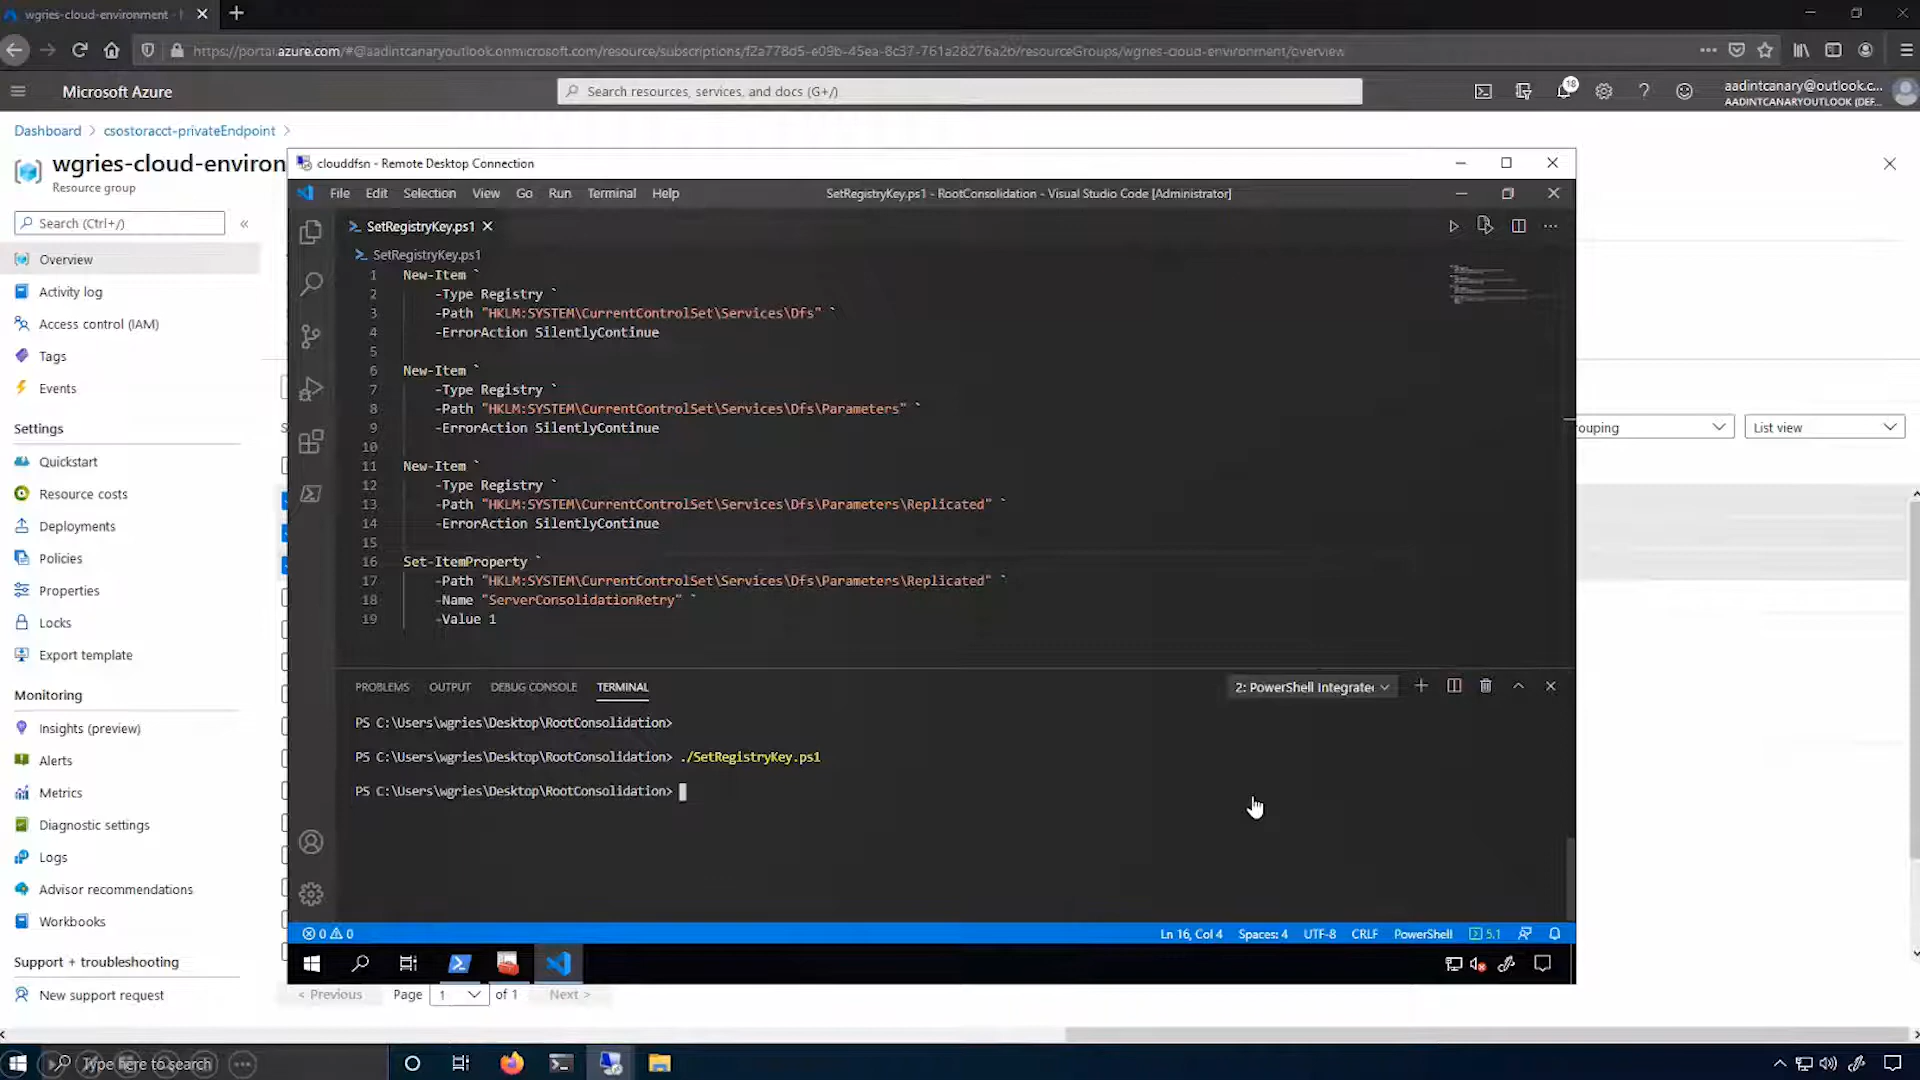 wgries-cloud-environment -
https://portal.azure.com/#@aadintcanaryoutlook.onmicrosoft.com/resource/subscriptions/f2a778d5-e09b-45ea-8c37-761a28276a2b/resourceGroups/wgries-cloud-environment/overview
Microsoft Azure
Search resources, services, and docs (G+/)
18
aadintcanary@outlook.c...
AADINTCANARYOUTLOOK (DEF...
Dashboard > csostoracct-privateEndpoint >
wgries-cloud-environ
Resource group
Search (Ctrl+/)
«
Overview
Activity log
Access control (IAM)
Tags
Events
Settings
Quickstart
Resource costs
Deployments
Policies
Properties
Locks
Export template
Monitoring
Insights (preview)
Alerts
Metrics
Diagnostic settings
Logs
Advisor recommendations
Workbooks
Support + troubleshooting
New support request
clouddfsn - Remote Desktop Connection
File Edit Selection View Go Run Terminal Help
SetRegistryKey.ps1 - RootConsolidation - Visual Studio Code [Administrator]
SetRegistryKey.ps1
SetRegistryKey.ps1
1 New-Item `
2 -Type Registry `
3 -Path "HKLM:SYSTEM\CurrentControlSet\Services\Dfs" `
4 -ErrorAction SilentlyContinue
5
6 New-Item `
7 -Type Registry `
8 -Path "HKLM:SYSTEM\CurrentControlSet\Services\Dfs\Parameters" `
9 -ErrorAction SilentlyContinue
10
11 New-Item `
12 -Type Registry `
13 -Path "HKLM:SYSTEM\CurrentControlSet\Services\Dfs\Parameters\Replicated" `
14 -ErrorAction SilentlyContinue
15
16 Set-ItemProperty `
17 -Path "HKLM:SYSTEM\CurrentControlSet\Services\Dfs\Parameters\Replicated" `
18 -Name "ServerConsolidationRetry" `
19 -Value 1
PROBLEMS OUTPUT DEBUG CONSOLE TERMINAL
2: PowerShell Integrate
PS C:\Users\wgries\Desktop\RootConsolidation>
PS C:\Users\wgries\Desktop\RootConsolidation> ./SetRegistryKey.ps1
PS C:\Users\wgries\Desktop\RootConsolidation>
0 0
Ln 16, Col 4 Spaces: 4 UTF-8 CRLF PowerShell 5.1
ouping
List view
< Previous Page 1 of 1 Next >
Type here to search